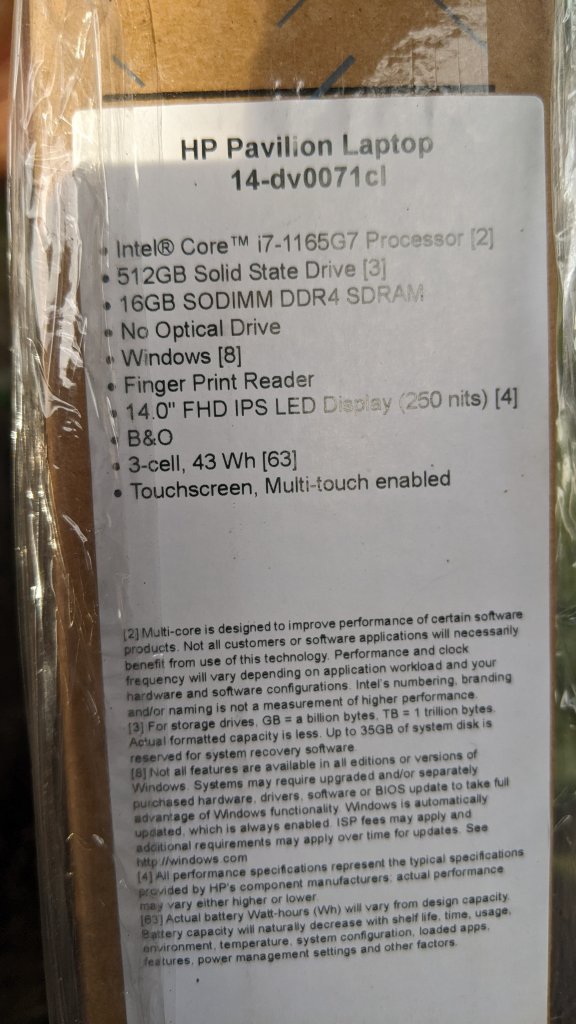 HP Pavilion Laptop
14-dv0071cl
• Intel® Core™ i7-1165G7 Processor [2]
• 512GB Solid State Drive [3]
• 16GB SODIMM DDR4 SDRAM
• No Optical Drive
• Windows [8]
• Finger Print Reader
• 14.0" FHD IPS LED Display (250 nits) [4]
• B&O
• 3-cell, 43 Wh [63]
• Touchscreen, Multi-touch enabled
[2] Multi-core is designed to improve performance of certain software
products. Not all customers or software applications will necessarily
benefit from use of this technology. Performance and clock
frequency will vary depending on application workload and your
hardware and software configurations. Intel's numbering, branding
and/or naming is not a measurement of higher performance.
[3] For storage drives, GB = a billion bytes, TB = 1 trillion bytes.
Actual formatted capacity is less. Up to 35GB of system disk is
reserved for system recovery software
[8] Not all features are available in all editions or versions of
Windows. Systems may require upgraded and/or separately
purchased hardware, drivers, software or BIOS update to take full
advantage of Windows functionality. Windows is automatically
updated, which is always enabled. ISP fees may apply and
additional requirements may apply over time for updates. See
http://windows.com
[4] All performance specifications represent the typical specifications
provided by HP's component manufacturers; actual performance
may vary either higher or lower
[63] Actual battery Watt-hours (Wh) will vary from design capacity.
Battery capacity will naturally decrease with shelf life, time, usage,
environment, temperature, system configuration, loaded apps,
features, power management settings and other factors.